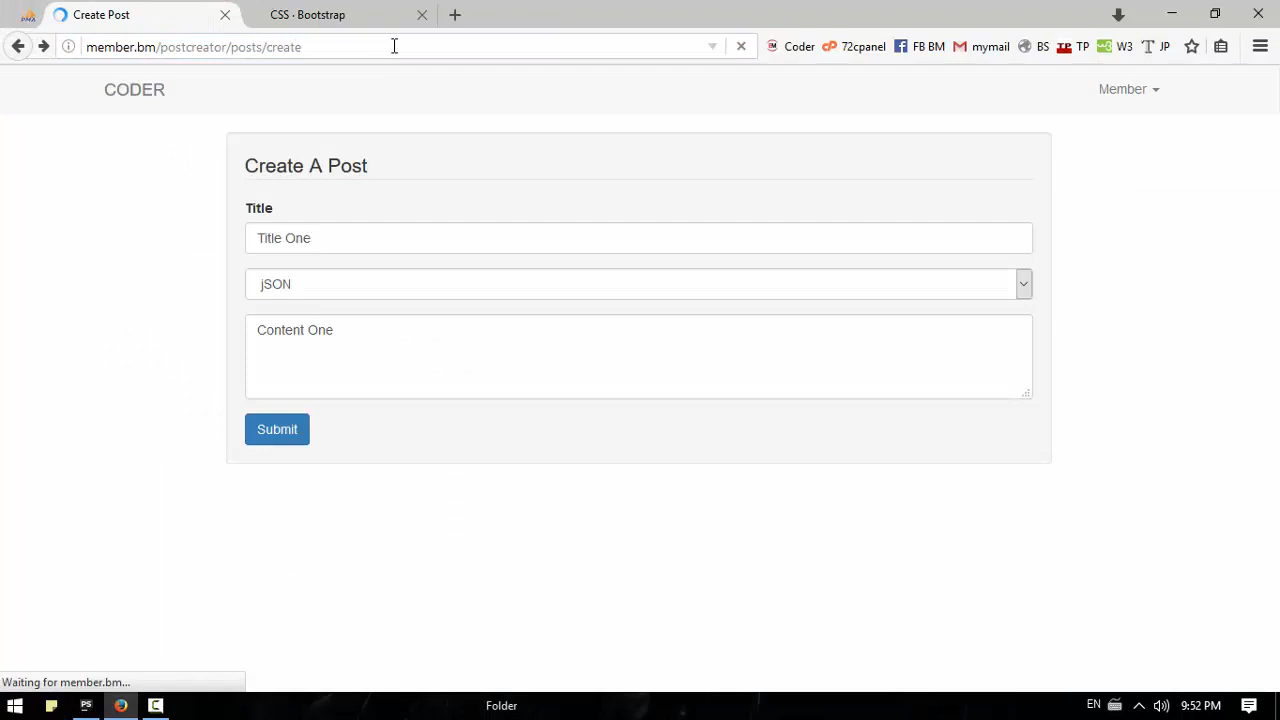 Create Post
CSS · Bootstrap
member.bm/postcreator/posts/create
Coder
72cpanel
FB BM
mymail
BS
TP
W3
JP
CODER
Member
Create A Post
Title
Title One
jSON
Content One
Submit
Waiting for member.bm...
Folder
EN
9:52 PM